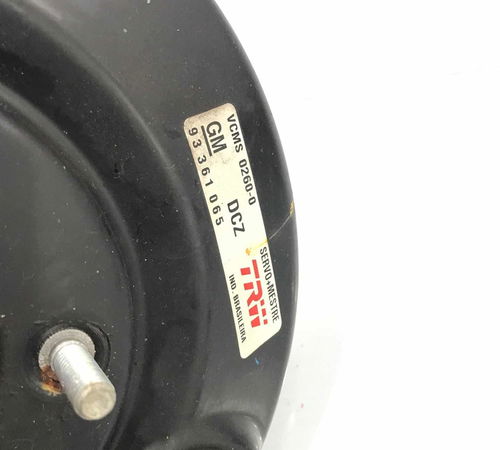 VCMS 0260-0
GM DCZ
93361065
SERVO+MESTRE
TRW
IND. BRASILEIRA